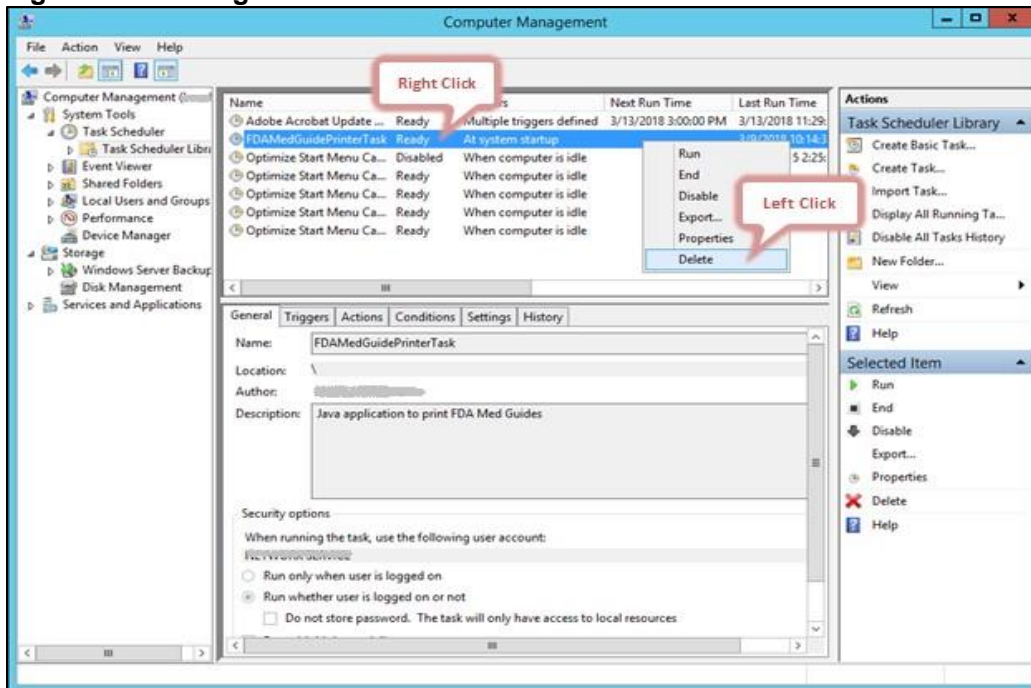 Computer Management
File Action View Help
Computer Management
System Tools
Task Scheduler
Task Scheduler Libra
Event Viewer
Shared Folders
Local Users and Groups
Performance
Device Manager
Storage
Windows Server Backup
Disk Management
Services and Applications
Right Click
Name Next Run Time Last Run Time
Adobe Acrobat Update ... Ready Multiple triggers defined 3/13/2018 3:00:00 PM 3/13/2018 11:29:
FDAMedGuidePrinterTask Ready At system startup 3/9/2018 10:14:3
Optimize Start Menu Ca... Disabled When computer is idle 5 2:25:
Optimize Start Menu Ca... Ready When computer is idle
Optimize Start Menu Ca... Ready When computer is idle
Optimize Start Menu Ca... Ready When computer is idle
Optimize Start Menu Ca... Ready When computer is idle
Run
End
Disable
Export...
Properties
Delete
Left Click
General Triggers Actions Conditions Settings History
Name: FDAMedGuidePrinterTask
Location: \
Author:
Description: Java application to print FDA Med Guides
Security options
When running the task, use the following user account:
Run only when user is logged on
Run whether user is logged on or not
Do not store password. The task will only have access to local resources
Actions
Task Scheduler Library
Create Basic Task...
Create Task...
Import Task...
Display All Running Ta...
Disable All Tasks History
New Folder...
View
Refresh
Help
Selected Item
Run
End
Disable
Export...
Properties
Delete
Help